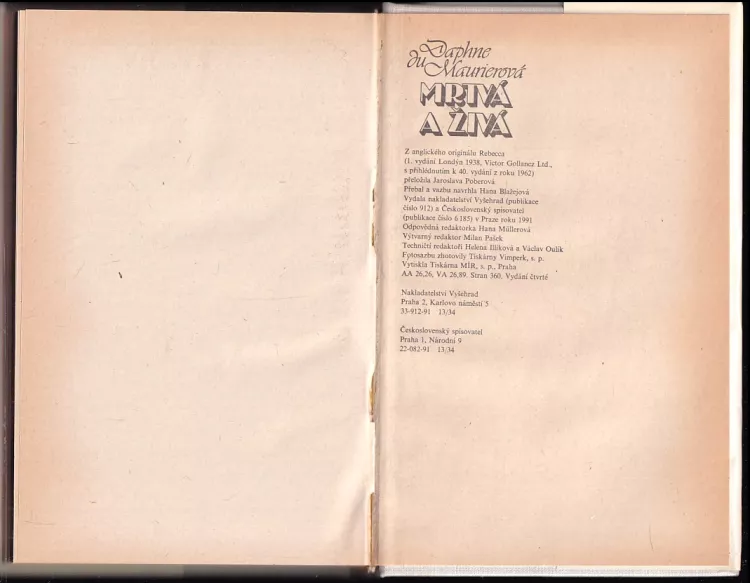 Daphne
du Maurierová
MRTVÁ
A ŽIVÁ
Z anglického originálu Rebecca
(1. vydání Londýn 1938, Victor Gollancz Ltd.,
s přihlédnutím k 40. vydání z roku 1962)
přeložila Jaroslava Poberová
Přebal a vazbu navrhla Hana Blažejová
Vydala nakladatelství Vyšehrad (publikace
číslo 912) a Československý spisovatel
(publikace číslo 6185) v Praze roku 1991
Odpovědná redaktorka Hana Müllerová
Výtvarný redaktor Milan Pašek
Techničtí redaktoři Helena Illíková a Václav Oulík
Fotosazbu zhotovily Tiskárny Vimperk, s. p.
Vytiskla Tiskárna MÍR, s. p., Praha
AA 26,26, VA 26,89. Stran 360. Vydání čtvrté
Nakladatelství Vyšehrad
Praha 2, Karlovo náměstí 5
33-912-91 13/34
Československý spisovatel
Praha 1, Národní 9
22-082-91 13/34